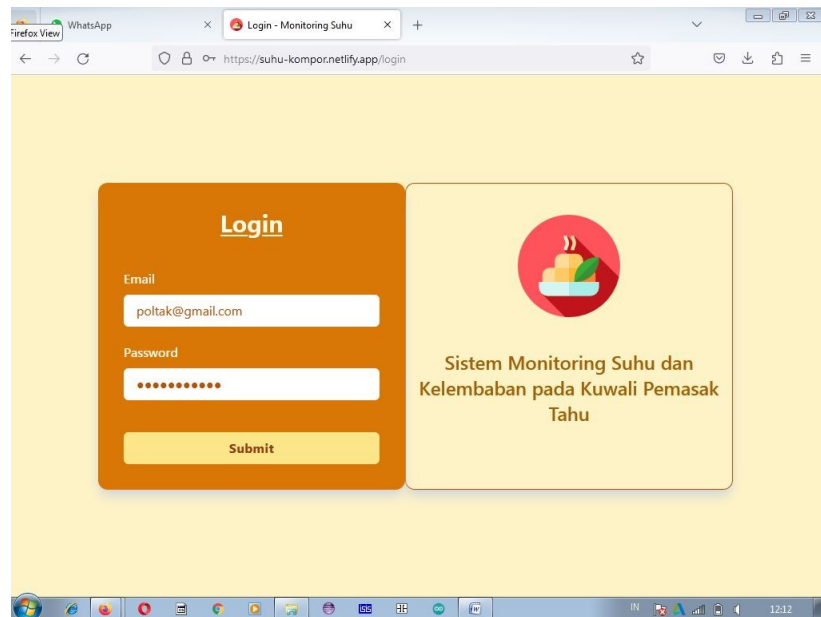 WhatsApp
Login - Monitoring Suhu
Firefox View
https://suhu-kompor.netlify.app/login
Login
Email
poltak@gmail.com
Password
•••••••••••
Submit
Sistem Monitoring Suhu dan
Kelembaban pada Kuwali Pemasak
Tahu
ISIS
IN
12:12